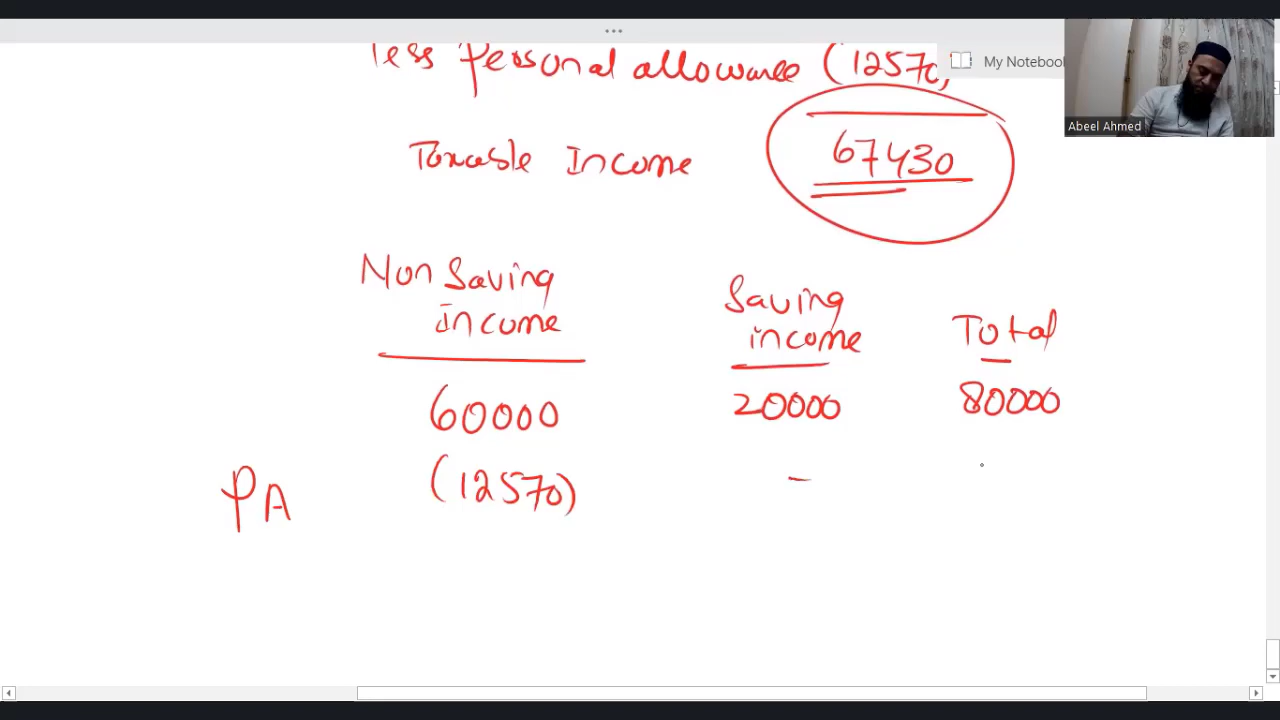 less Personal allowance (12570)
My Notebook
Abeel Ahmed
Taxable Income 67430
Non Saving Income
Saving income
Total
60000 20000 80000
PA (12570) -